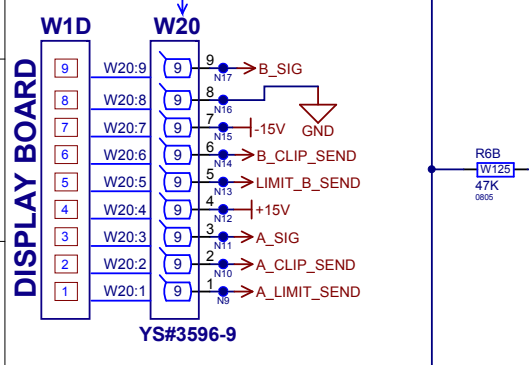 W1D
W20
DISPLAY BOARD
9 W20:9 9 9 N17 B_SIG
8 W20:8 9 8 N16 GND
7 W20:7 9 7 N15 -15V
6 W20:6 9 6 N14 B_CLIP_SEND
5 W20:5 9 5 N13 LIMIT_B_SEND
4 W20:4 9 4 N12 +15V
3 W20:3 9 3 N11 A_SIG
2 W20:2 9 2 N10 A_CLIP_SEND
1 W20:1 9 1 N9 A_LIMIT_SEND
YS#3596-9
R6B
W125
47K
0805